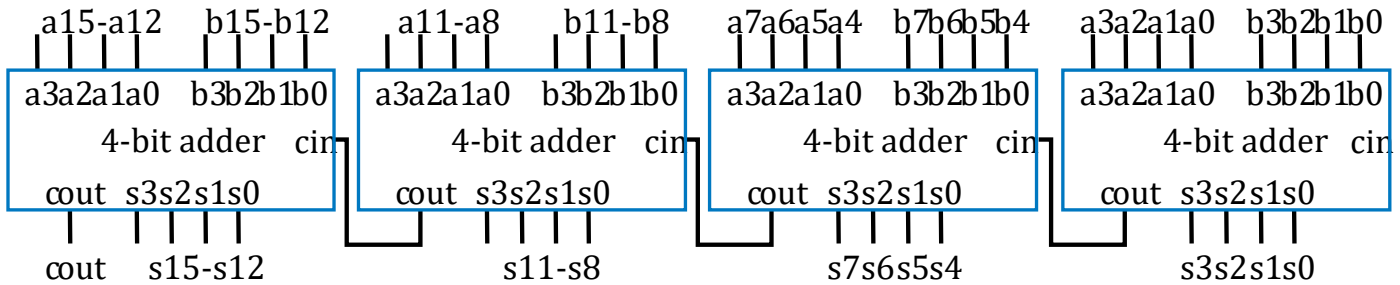 a15-a12 b15-b12 a11-a8 b11-b8 a7a6a5a4 b7b6b5b4 a3a2a1a0 b3b2b1b0
a3a2a1a0 b3b2b1b0 a3a2a1a0 b3b2b1b0 a3a2a1a0 b3b2b1b0 a3a2a1a0 b3b2b1b0
4-bit adder cin 4-bit adder cin 4-bit adder cin 4-bit adder cin
cout s3s2s1s0 cout s3s2s1s0 cout s3s2s1s0 cout s3s2s1s0
cout s15-s12 s11-s8 s7s6s5s4 s3s2s1s0